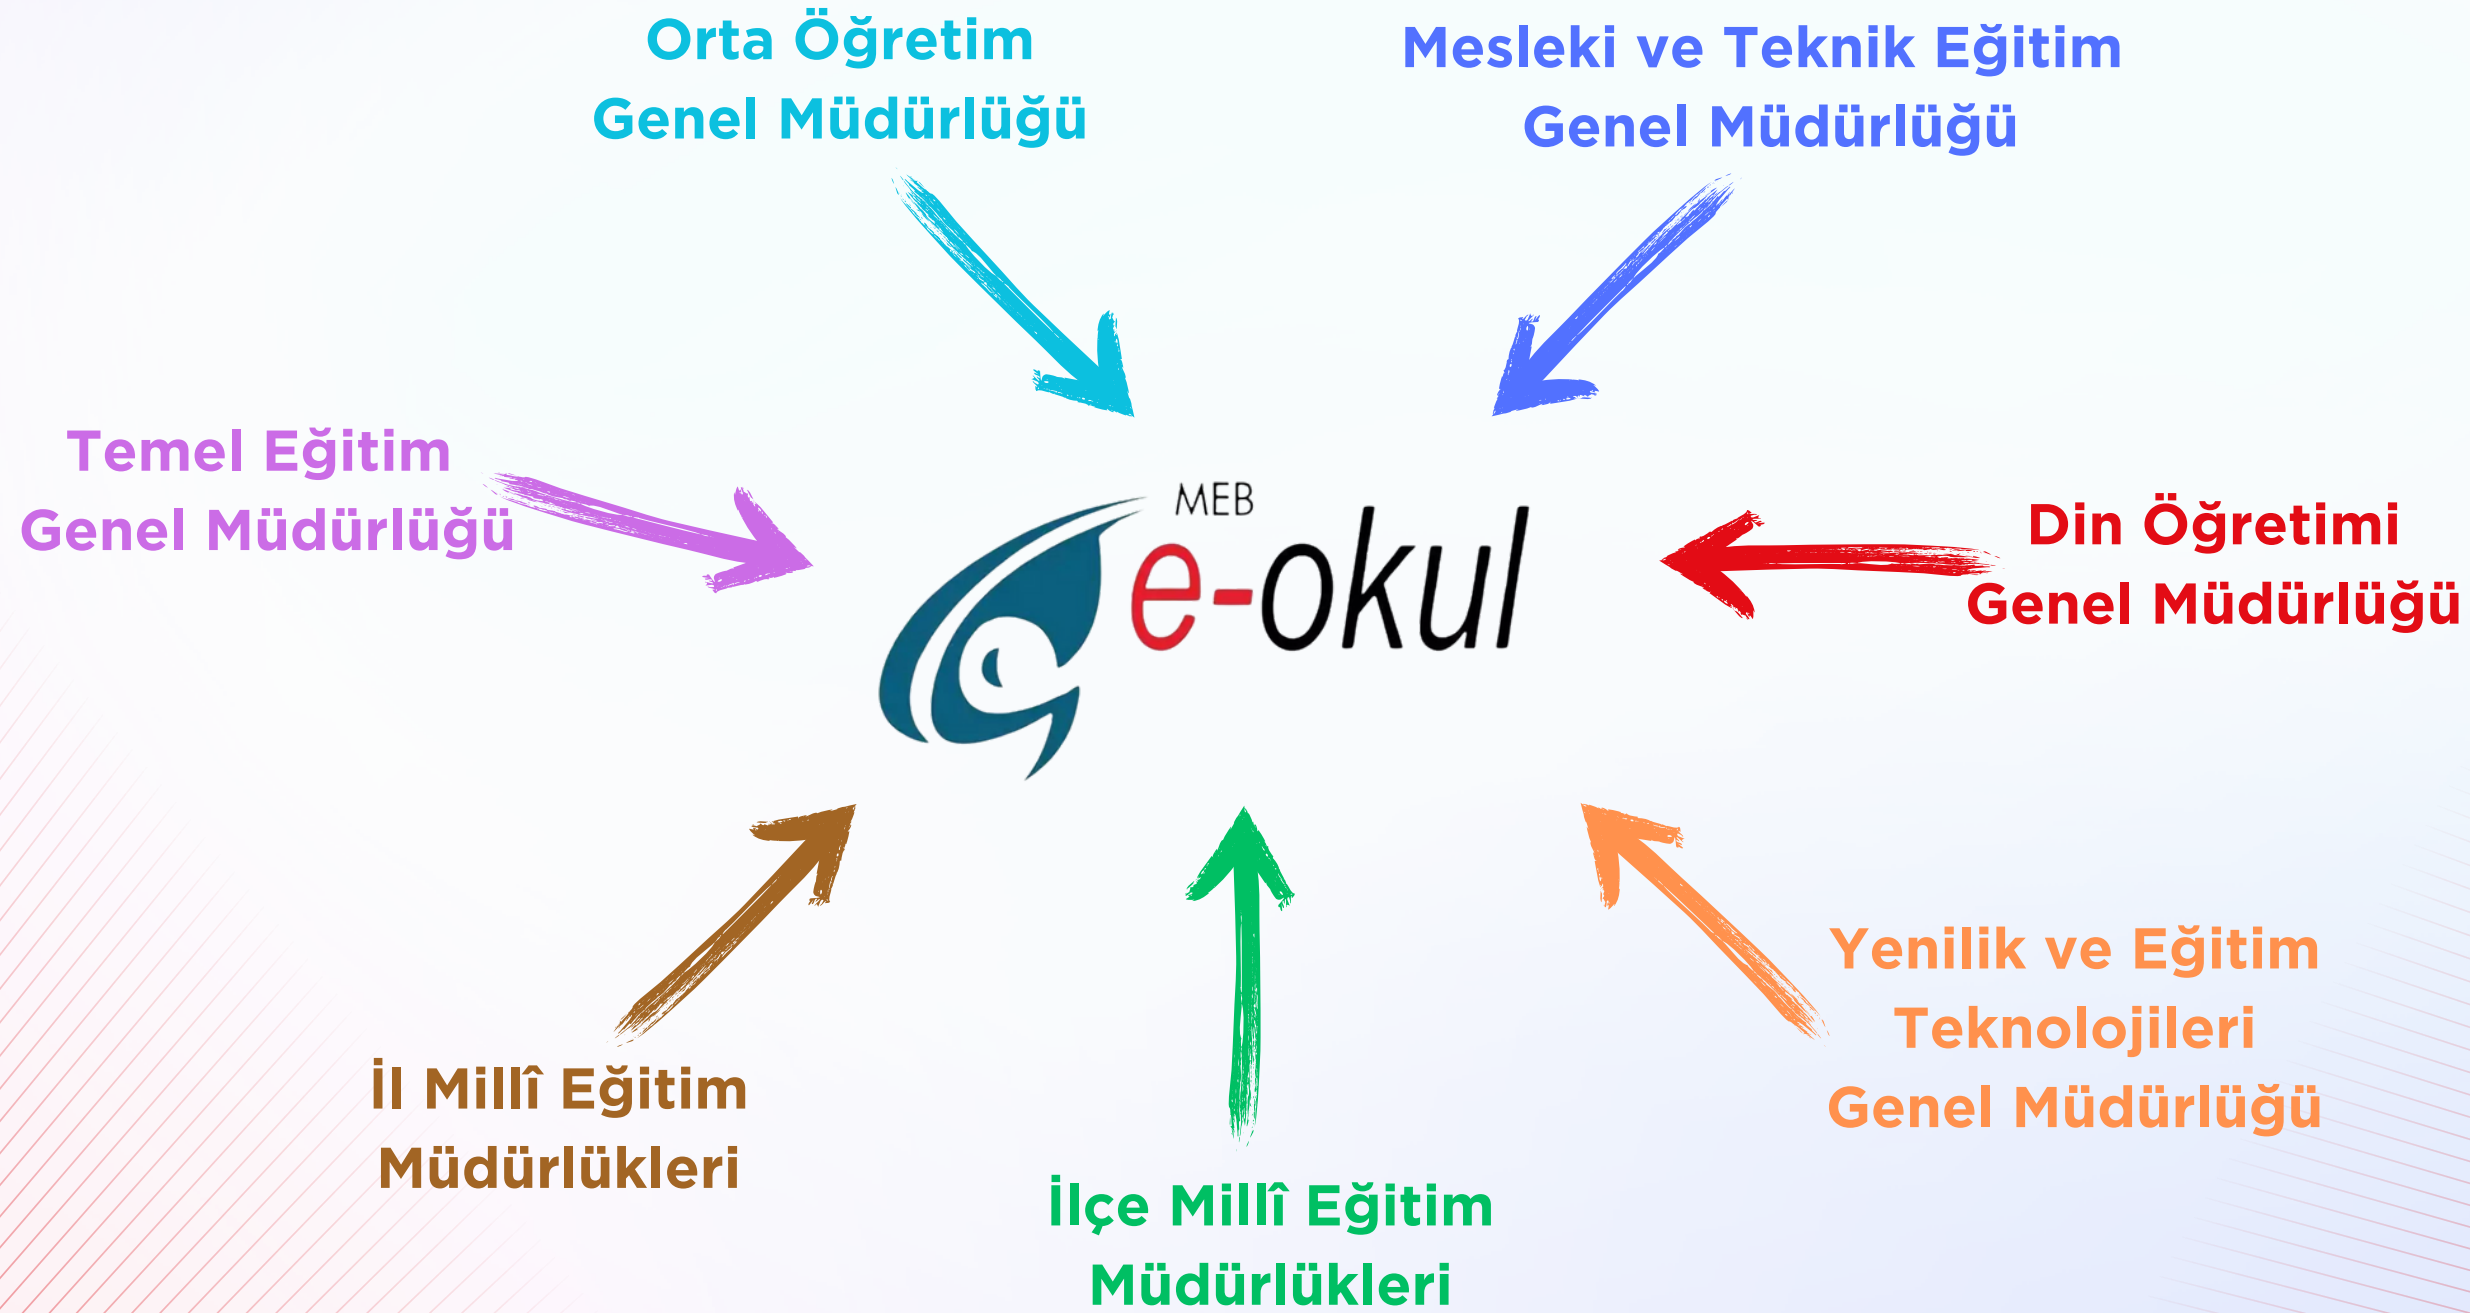 Orta Öğretim
Genel Müdürlüğü
Mesleki ve Teknik Eğitim
Genel Müdürlüğü
Temel Eğitim
Genel Müdürlüğü
MEB
e-okul
Din Öğretimi
Genel Müdürlüğü
Yenilik ve Eğitim
Teknolojileri
Genel Müdürlüğü
İl Millî Eğitim
Müdürlükleri
İlçe Millî Eğitim
Müdürlükleri